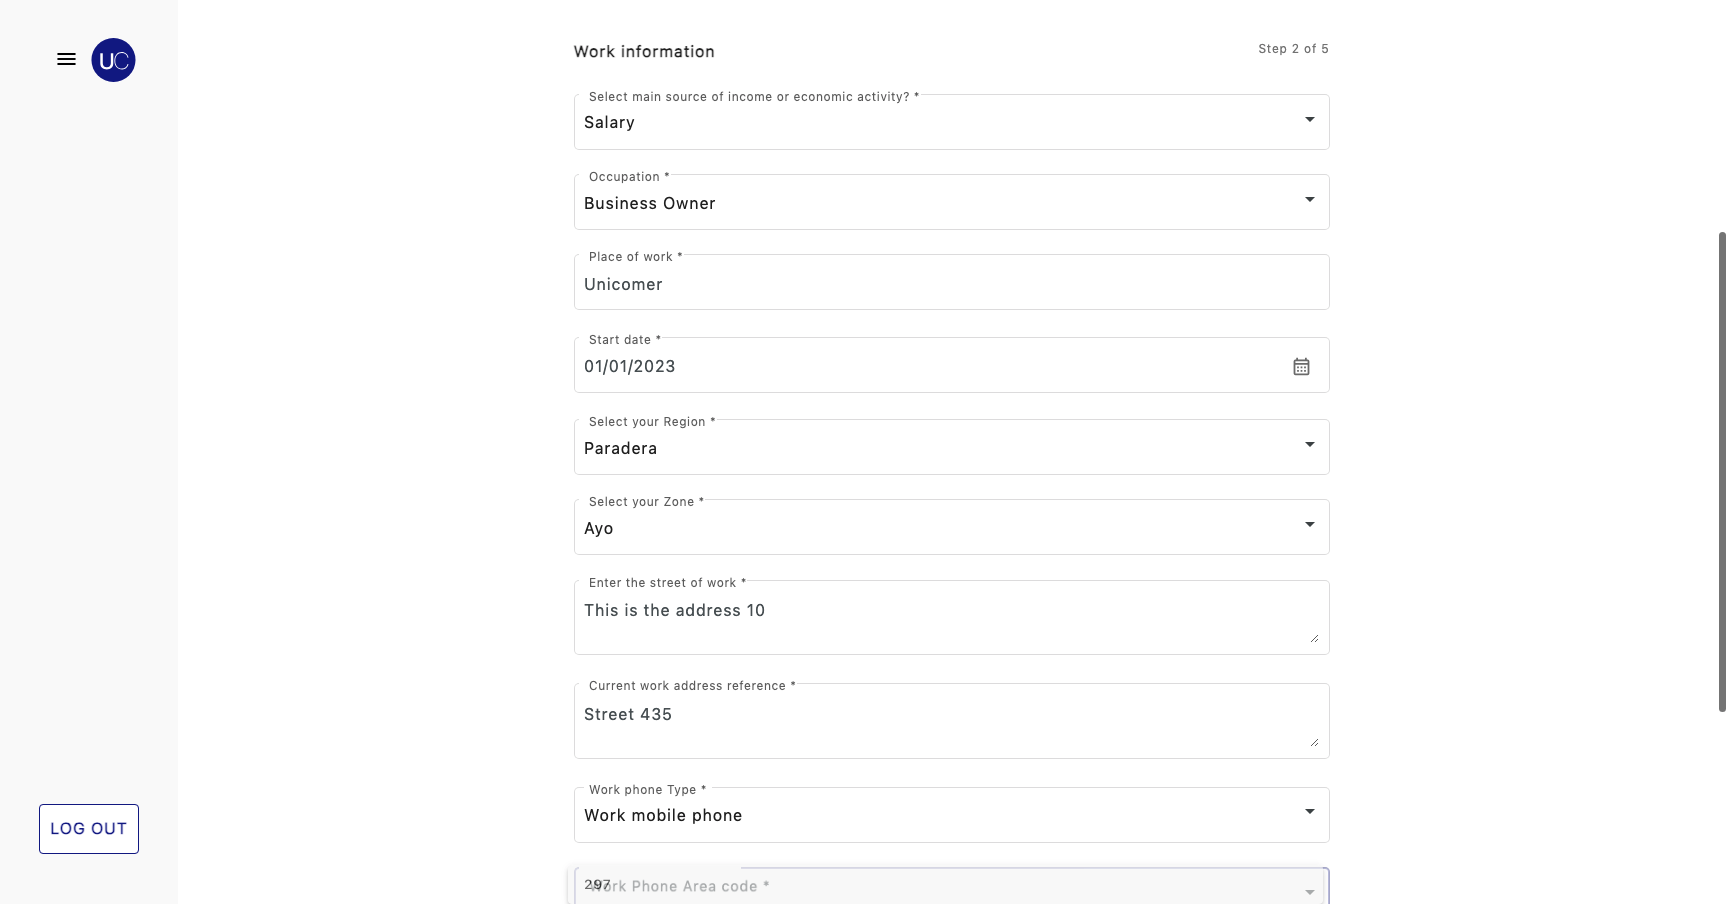 UC
Work information
Step 2 of 5
Select main source of income or economic activity? *
Salary
Occupation *
Business Owner
Place of work *
Unicomer
Start date *
01/01/2023
Select your Region *
Paradera
Select your Zone *
Ayo
Enter the street of work *
This is the address 10
Current work address reference *
Street 435
Work phone Type *
Work mobile phone
297
Work Phone Area code *
LOG OUT